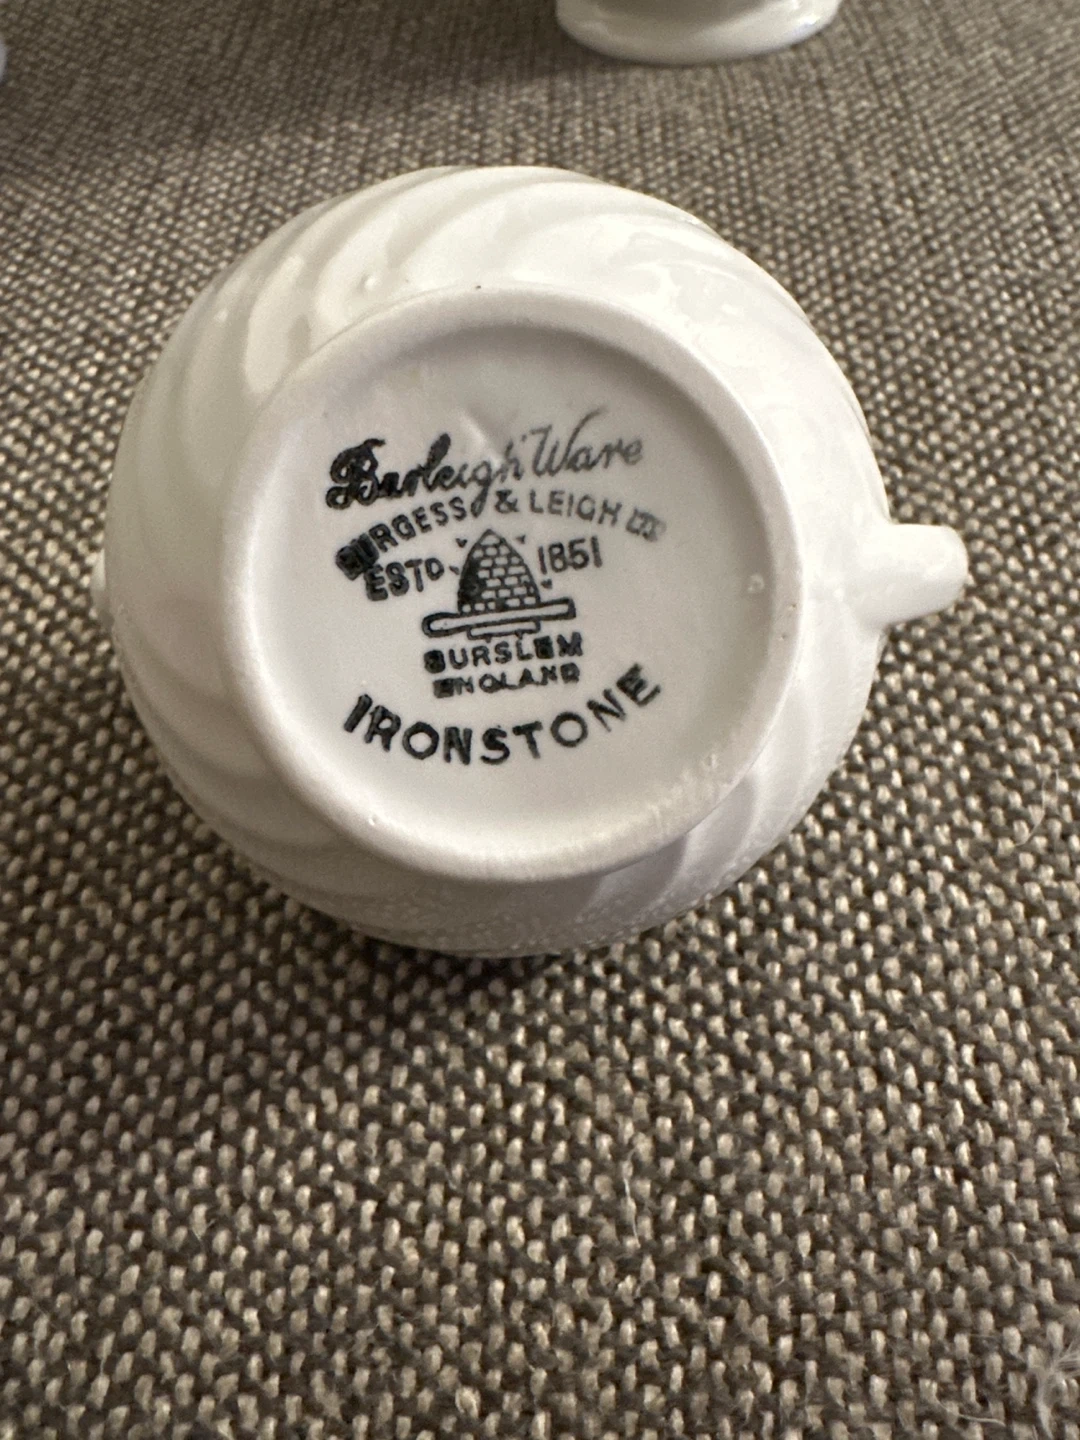 Burleigh Ware
BURGESS & LEIGH LTD
ESTD 1851
BURSLEM
ENGLAND
IRONSTONE